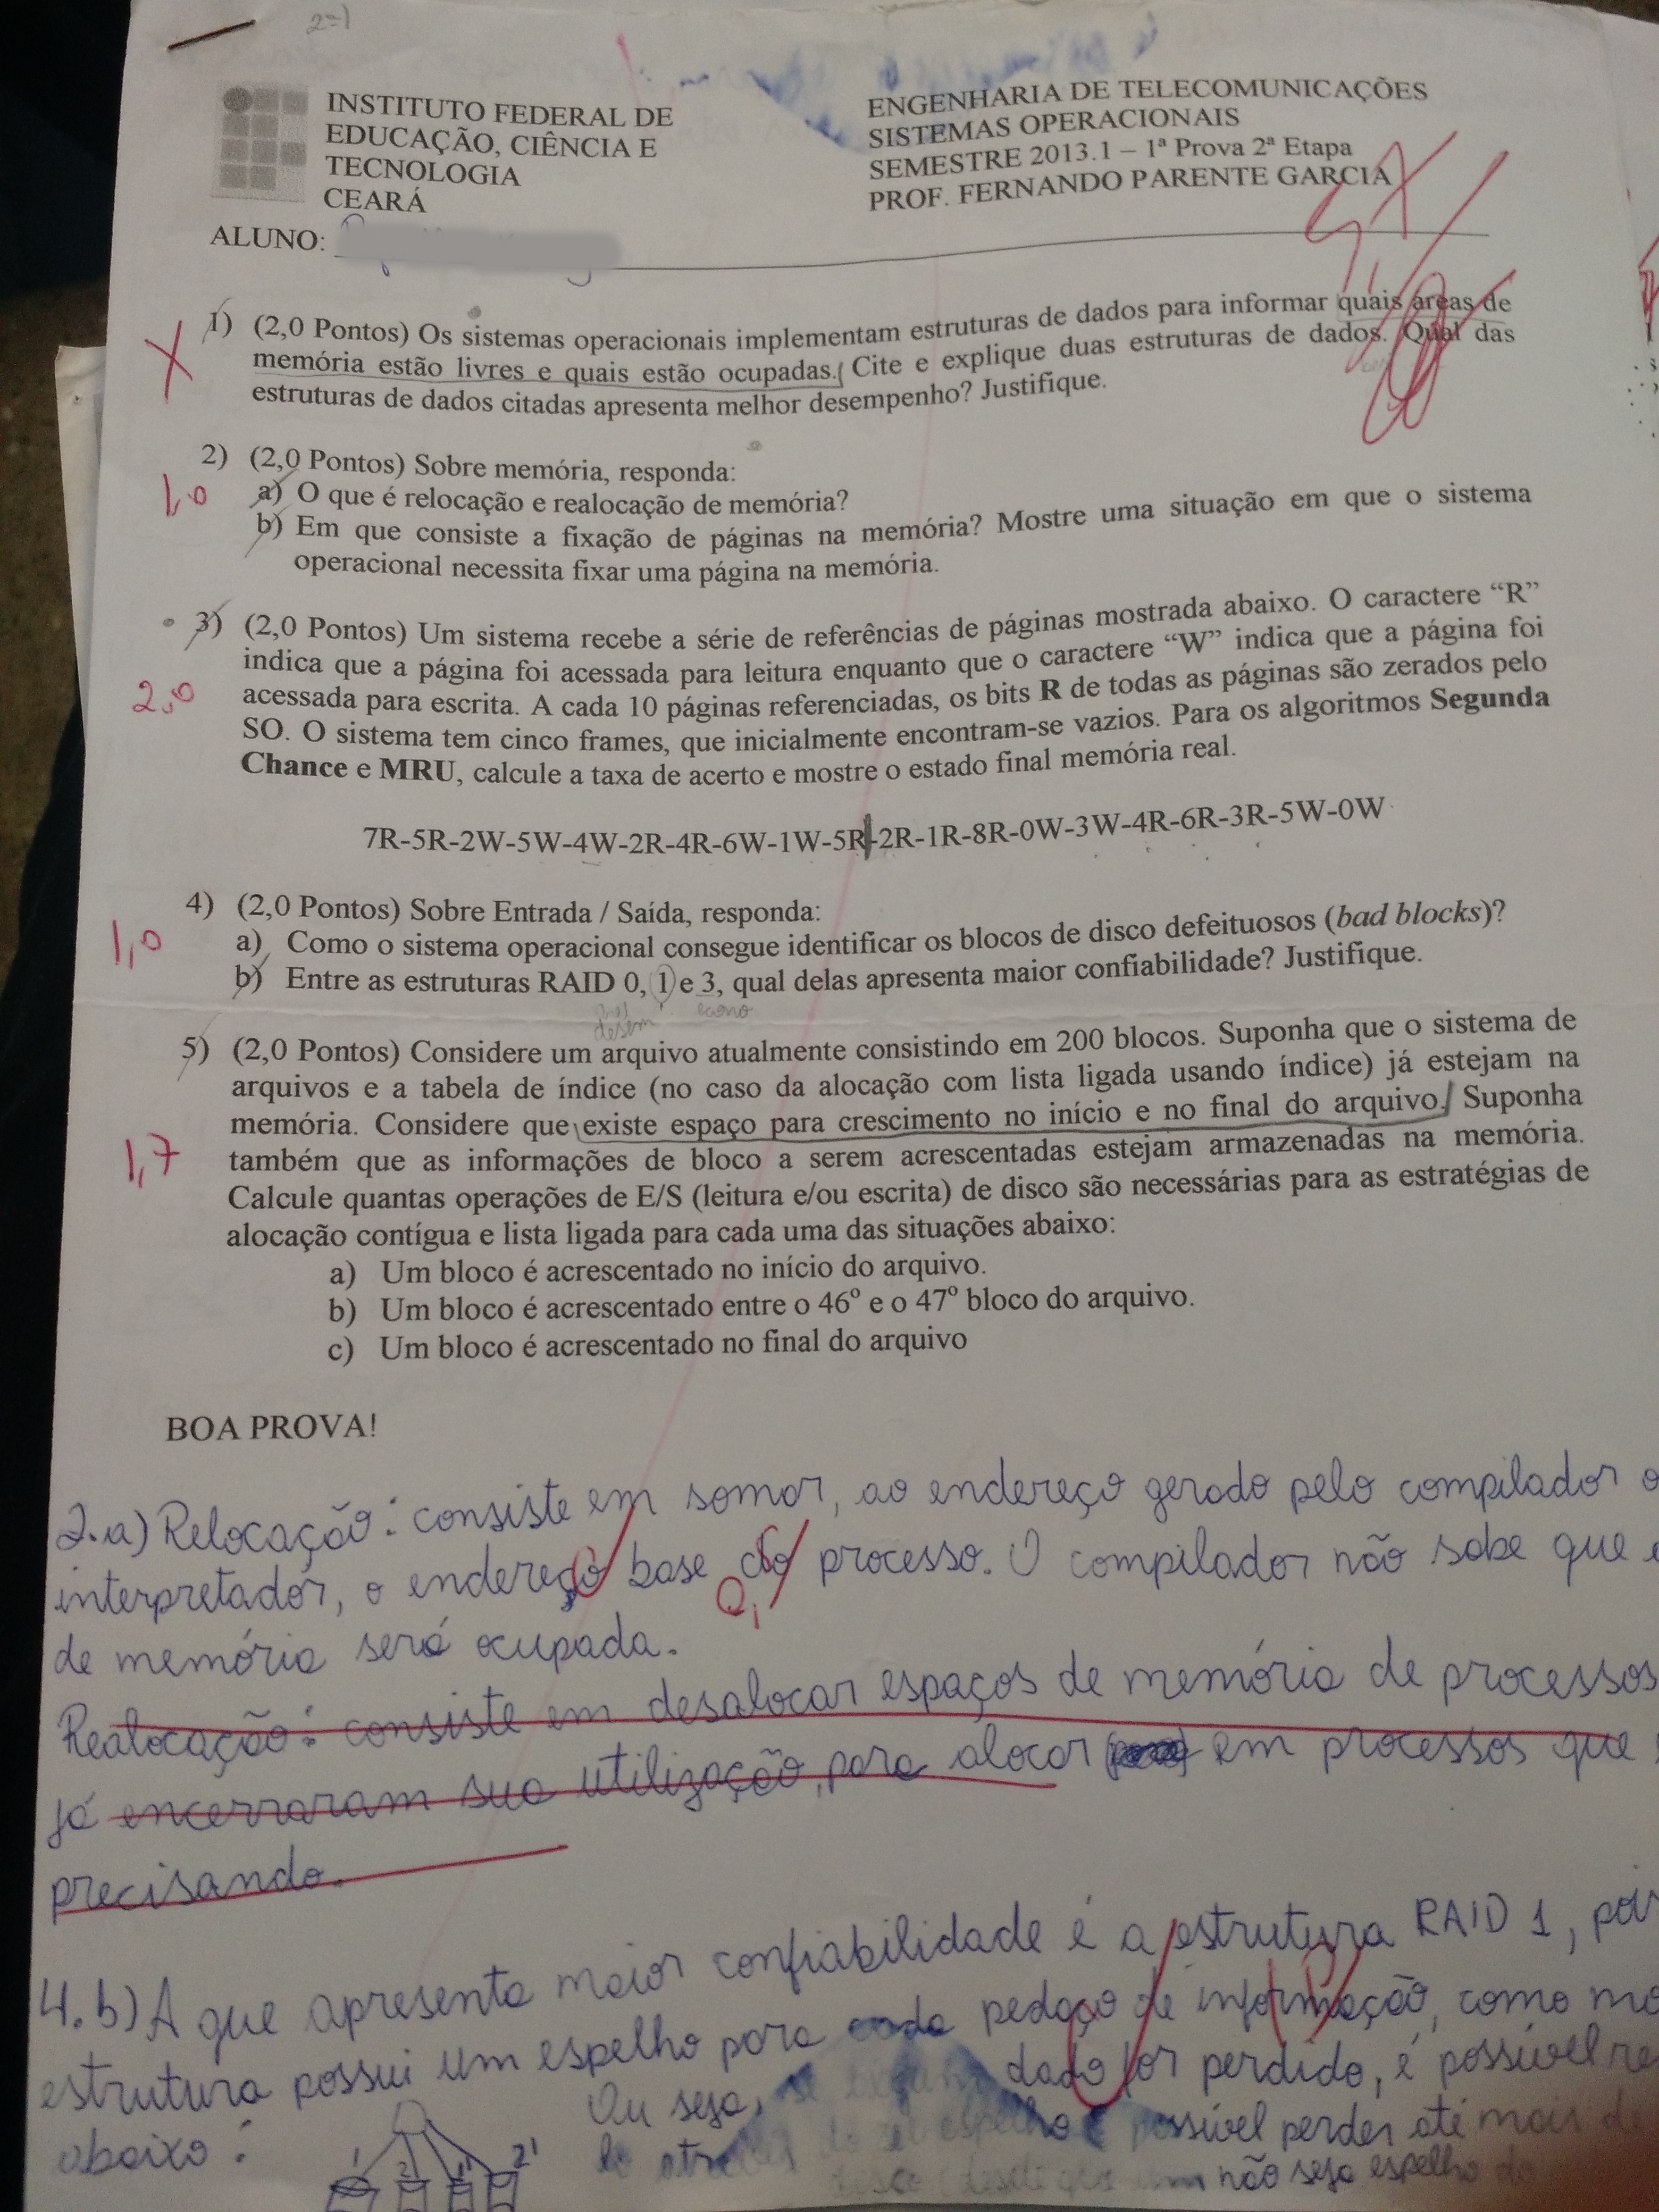 2=)
INSTITUTO FEDERAL DE
EDUCAÇÃO, CIÊNCIA E
TECNOLOGIA
CEARÁ
ENGENHARIA DE TELECOMUNICAÇÕES
SISTEMAS OPERACIONAIS
SEMESTRE 2013.1 – 1ª Prova 2ª Etapa
PROF. FERNANDO PARENTE GARCIA
ALUNO:
1) (2,0 Pontos) Os sistemas operacionais implementam estruturas de dados para informar quais áreas de
memória estão livres e quais estão ocupadas. Cite e explique duas estruturas de dados. Qual das
estruturas de dados citadas apresenta melhor desempenho? Justifique.
2) (2,0 Pontos) Sobre memória, responda:
1,0
a) O que é relocação e realocação de memória?
b) Em que consiste a fixação de páginas na memória? Mostre uma situação em que o sistema
operacional necessita fixar uma página na memória.
3) (2,0 Pontos) Um sistema recebe a série de referências de páginas mostrada abaixo. O caractere “R”
indica que a página foi acessada para leitura enquanto que o caractere “W” indica que a página foi
2,0
acessada para escrita. A cada 10 páginas referenciadas, os bits R de todas as páginas são zerados pelo
SO. O sistema tem cinco frames, que inicialmente encontram-se vazios. Para os algoritmos Segunda
Chance e MRU, calcule a taxa de acerto e mostre o estado final memória real.
7R-5R-2W-5W-4W-2R-4R-6W-1W-5R-2R-1R-8R-0W-3W-4R-6R-3R-5W-0W
4) (2,0 Pontos) Sobre Entrada / Saída, responda:
1,0
a) Como o sistema operacional consegue identificar os blocos de disco defeituosos (bad blocks)?
b) Entre as estruturas RAID 0, 1 e 3, qual delas apresenta maior confiabilidade? Justifique.
desem
5) (2,0 Pontos) Considere um arquivo atualmente consistindo em 200 blocos. Suponha que o sistema de
arquivos e a tabela de índice (no caso da alocação com lista ligada usando índice) já estejam na
memória. Considere que existe espaço para crescimento no início e no final do arquivo. Suponha
1,7
também que as informações de bloco a serem acrescentadas estejam armazenadas na memória.
Calcule quantas operações de E/S (leitura e/ou escrita) de disco são necessárias para as estratégias de
alocação contígua e lista ligada para cada uma das situações abaixo:
a) Um bloco é acrescentado no início do arquivo.
b) Um bloco é acrescentado entre o 46º e o 47º bloco do arquivo.
c) Um bloco é acrescentado no final do arquivo
BOA PROVA!
2.a) Relocação: consiste em somar, ao endereço gerado pelo compilador o
interpretador, o endereço base do processo. O compilador não sabe que
de memória será ocupada.
Realocação: consiste em desalocar espaços de memória de processos
já encerraram sua utilização, para alocar em processos que
precisando.
4.b) A que apresenta maior confiabilidade é a estrutura RAID 1, poi
estrutura possui um espelho para cada pedaço de informação, como mo
abaixo:
Ou seja, se dado for perdido, é possível re
espelho é possível perder até mais de
disco desde que um não seja espelho do
1 2 1' 2'